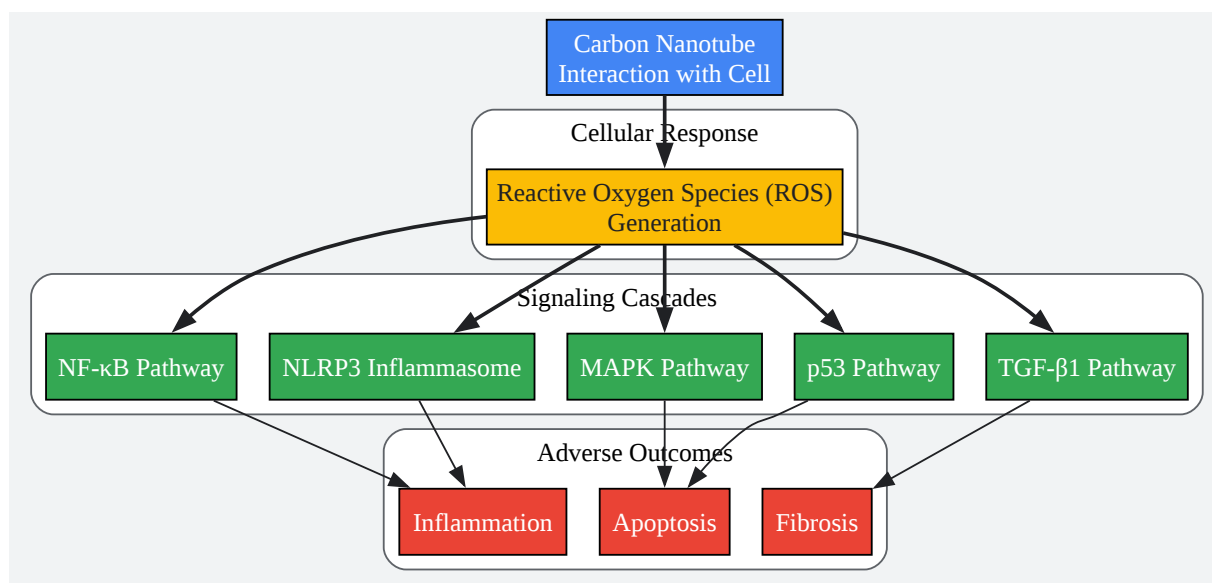 Carbon Nanotube
Interaction with Cell
Cellular Response
Reactive Oxygen Species (ROS)
Generation
Signaling Cascades
NF-κB Pathway
NLRP3 Inflammasome
MAPK Pathway
p53 Pathway
TGF-β1 Pathway
Adverse Outcomes
Inflammation
Apoptosis
Fibrosis